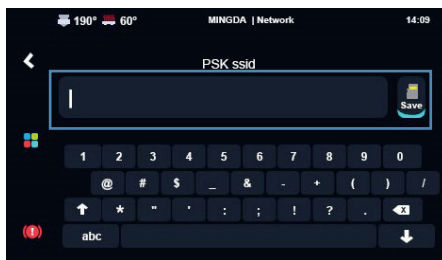 190° 60° MINGDA | Network 14:09
PSK ssid
Save
1 2 3 4 5 6 7 8 9 0
@ # $ _ & - + ( ) /
* " ' : ; ! ? .
abc